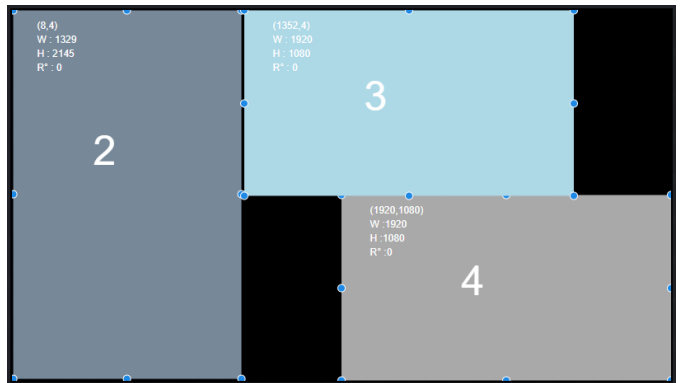 (8,4)
W : 1329
H : 2145
R° : 0
2
(1352,4)
W : 1920
H : 1080
R° : 0
3
(1920,1080)
W :1920
H :1080
R° :0
4